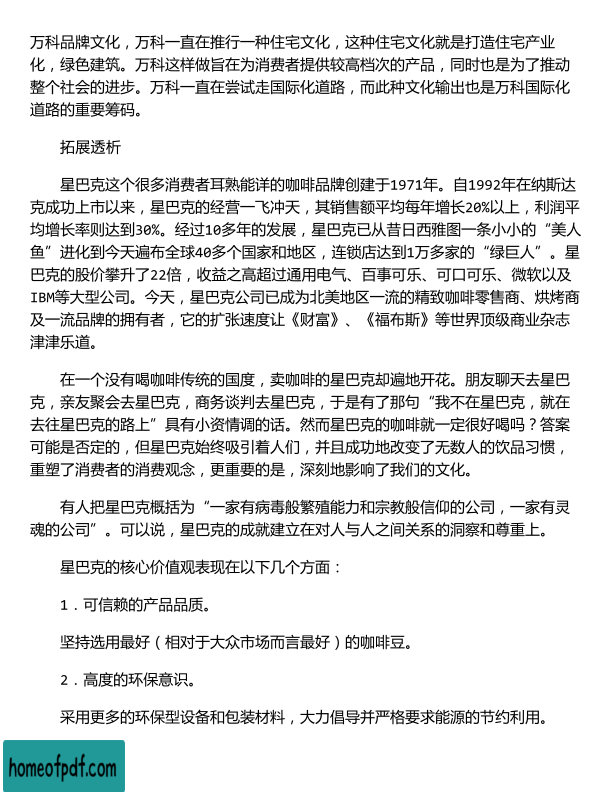 万科品牌文化，万科一直在推行一种住宅文化，这种住宅文化就是打造住宅产业
化，绿色建筑。万科这样做旨在为消费者提供较高档次的产品，同时也是为了推动
整个社会的进步。万科一直在尝试走国际化道路，而此种文化输出也是万科国际化
道路的重要筹码。
拓展透析
星巴克这个很多消费者耳熟能详的咖啡品牌创建于1971年。自1992年在纳斯达
克成功上市以来，星巴克的经营一飞冲天，其销售额平均每年增长20%以上，利润平
均增长率则达到30%。经过10多年的发展，星巴克已从昔日西雅图一条小小的“美人
鱼”进化到今天遍布全球40多个国家和地区，连锁店达到1万多家的“绿巨人”。星
巴克的股价攀升了22倍，收益之高超过通用电气、百事可乐、可口可乐、微软以及
IBM等大型公司。今天，星巴克公司已成为北美地区一流的精致咖啡零售商、烘烤商
及一流品牌的拥有者，它的扩张速度让《财富》、《福布斯》等世界顶级商业杂志
津津乐道。
在一个没有喝咖啡传统的国度，卖咖啡的星巴克却遍地开花。朋友聊天去星巴
克，亲友聚会去星巴克，商务谈判去星巴克，于是有了那句“我不在星巴克，就在
去往星巴克的路上”具有小资情调的话。然而星巴克的咖啡就一定很好喝吗？答案
可能是否定的，但星巴克始终吸引着人们，并且成功地改变了无数人的饮品习惯，
重塑了消费者的消费观念，更重要的是，深刻地影响了我们的文化。
有人把星巴克概括为“一家有病毒般繁殖能力和宗教般信仰的公司，一家有灵
魂的公司”。可以说，星巴克的成就建立在对人与人之间关系的洞察和尊重上。
星巴克的核心价值观表现在以下几个方面：
1．可信赖的产品品质。
坚持选用最好（相对于大众市场而言最好）的咖啡豆。
2．高度的环保意识。
采用更多的环保型设备和包装材料，大力倡导并严格要求能源的节约利用。
homeofpdf.com